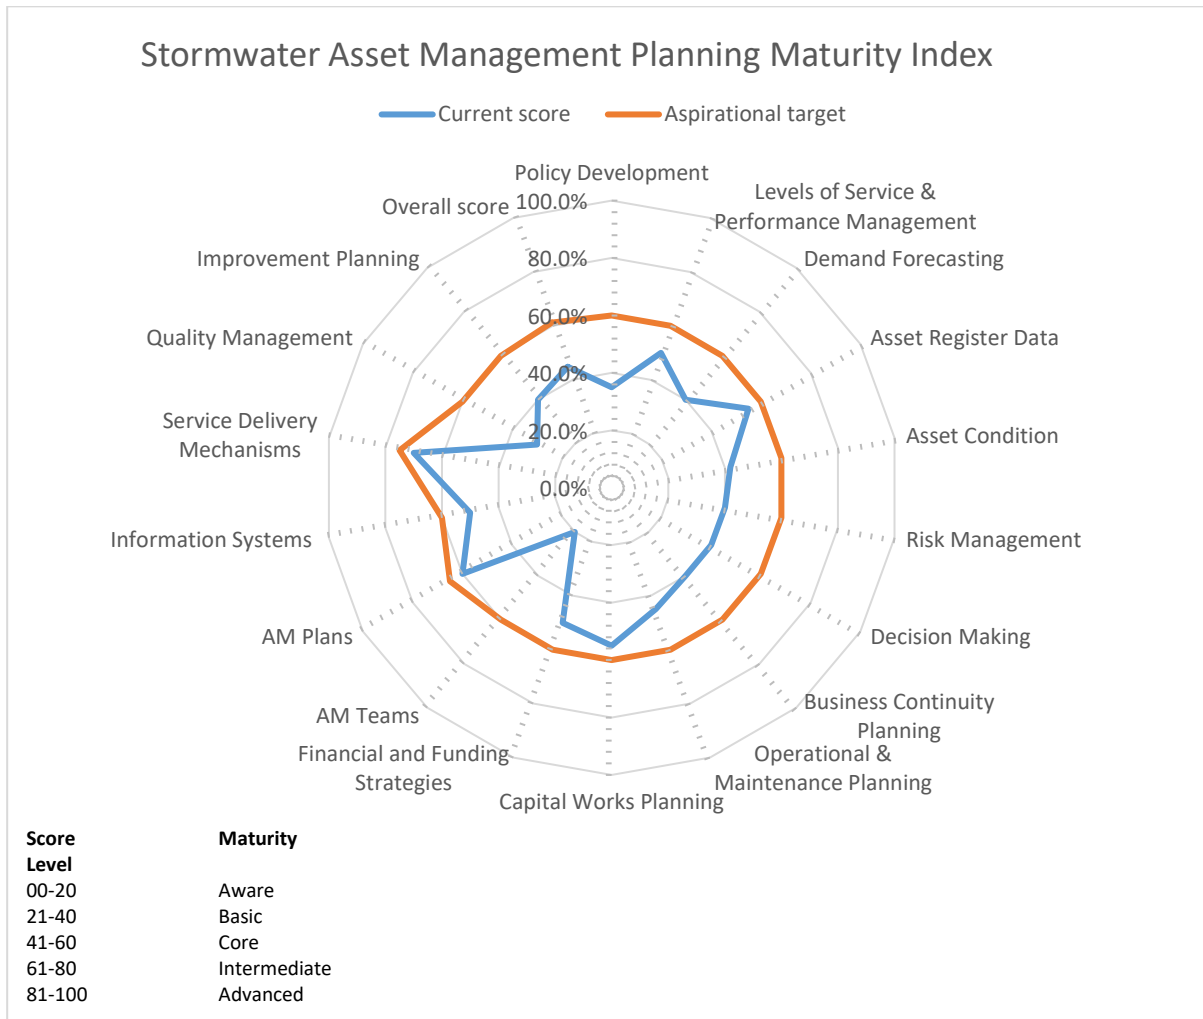 Stormwater Asset Management Planning Maturity Index
Current score
Aspirational target
Policy Development
Levels of Service &
Performance Management
Demand Forecasting
Asset Register Data
Asset Condition
Risk Management
Decision Making
Business Continuity
Planning
Operational &
Maintenance Planning
Capital Works Planning
Financial and Funding
Strategies
AM Teams
AM Plans
Information Systems
Service Delivery
Mechanisms
Quality Management
Improvement Planning
Overall score
100.0%
80.0%
60.0%
40.0%
20.0%
0.0%
Score Maturity
Level
00-20 Aware
21-40 Basic
41-60 Core
61-80 Intermediate
81-100 Advanced